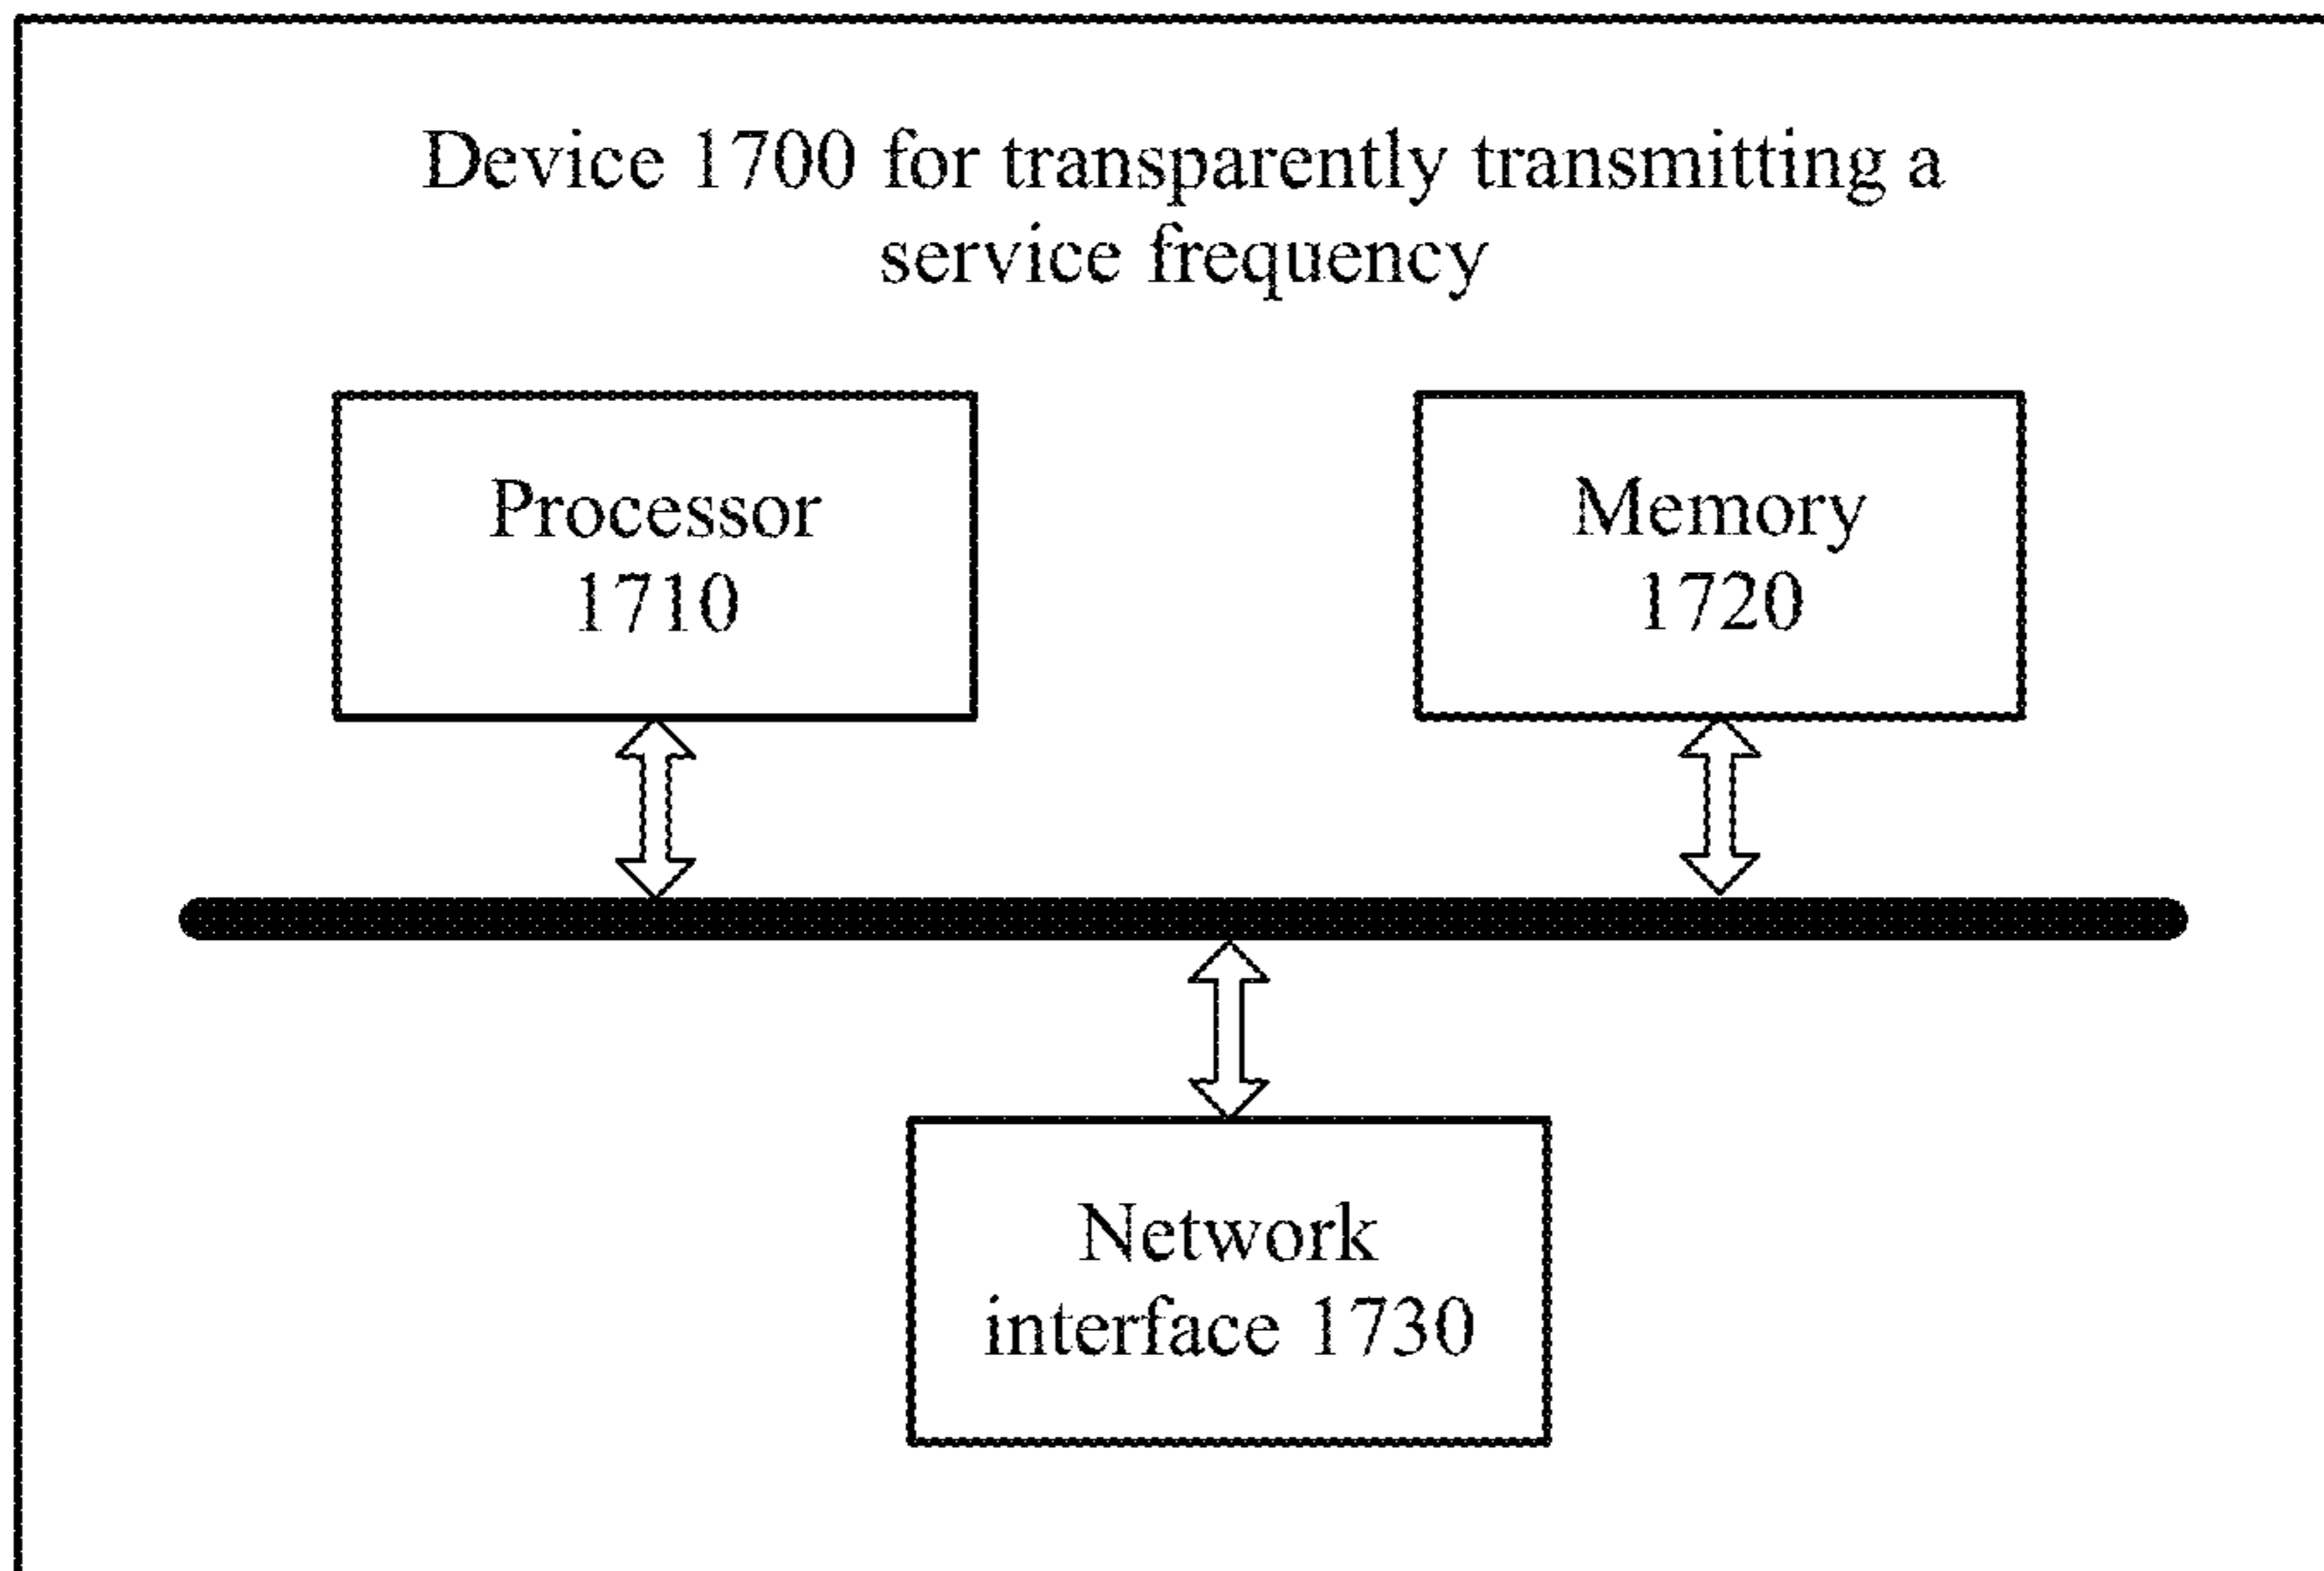 Device 1700 for transparently transmitting a
service frequency
Processor
1710
Memory
1720
Network
interface 1730